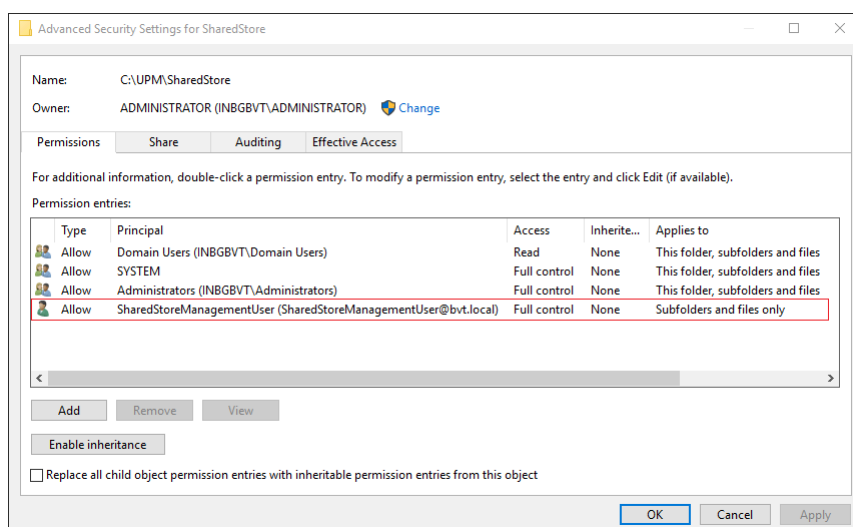 Advanced Security Settings for SharedStore
Name: C:\UPM\SharedStore
Owner: ADMINISTRATOR (INBGBVT\ADMINISTRATOR) Change
Permissions Share Auditing Effective Access
For additional information, double-click a permission entry. To modify a permission entry, select the entry and click Edit (if available).
Permission entries:
Type Principal Access Inherite... Applies to
Allow Domain Users (INBGBVT\Domain Users) Read None This folder, subfolders and files
Allow SYSTEM Full control None This folder, subfolders and files
Allow Administrators (INBGBVT\Administrators) Full control None This folder, subfolders and files
Allow SharedStoreManagementUser (SharedStoreManagementUser@bvt.local) Full control None Subfolders and files only
Add Remove View
Enable inheritance
Replace all child object permission entries with inheritable permission entries from this object
OK Cancel Apply